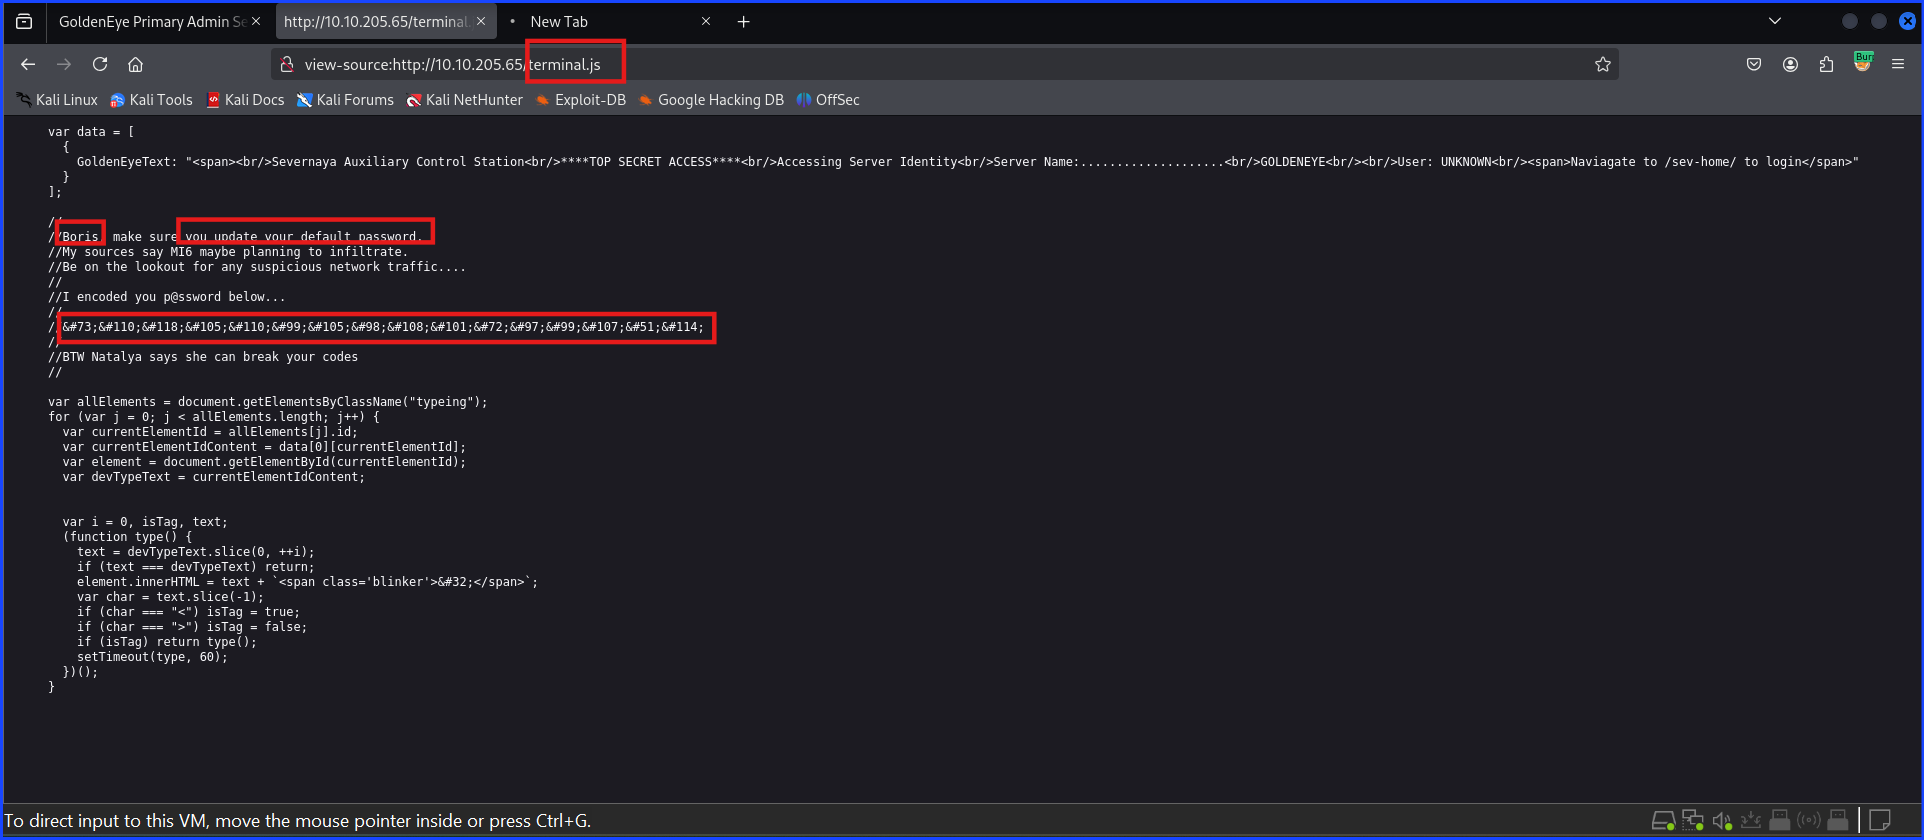 GoldenEye Primary Admin Se
http://10.10.205.65/terminal
New Tab
view-source:http://10.10.205.65/terminal.js
Kali Linux Kali Tools Kali Docs Kali Forums Kali NetHunter Exploit-DB Google Hacking DB OffSec
Bur
var data = [
{
GoldenEyeText: "<span><br/>Severnaya Auxiliary Control Station<br/>****TOP SECRET ACCESS****<br/>Accessing Server Identity<br/>Server Name:....................<br/>GOLDENEYE<br/><br/>User: UNKNOWN<br/><span>Naviagate to /sev-home/ to login</span>"
}
];
//
//Boris, make sure you update your default password.
//My sources say MI6 maybe planning to infiltrate.
//Be on the lookout for any suspicious network traffic....
//
//I encoded you p@ssword below...
//
//&#73;&#110;&#118;&#105;&#110;&#99;&#105;&#98;&#108;&#101;&#72;&#97;&#99;&#107;&#51;&#114;
//
//BTW Natalya says she can break your codes
//
var allElements = document.getElementsByClassName("typeing");
for (var j = 0; j < allElements.length; j++) {
var currentElementId = allElements[j].id;
var currentElementIdContent = data[0][currentElementId];
var element = document.getElementById(currentElementId);
var devTypeText = currentElementIdContent;
var i = 0, isTag, text;
(function type() {
text = devTypeText.slice(0, ++i);
if (text === devTypeText) return;
element.innerHTML = text + `<span class='blinker'>&#32;</span>`;
var char = text.slice(-1);
if (char === "<") isTag = true;
if (char === ">") isTag = false;
if (isTag) return type();
setTimeout(type, 60);
})();
}
To direct input to this VM, move the mouse pointer inside or press Ctrl+G.